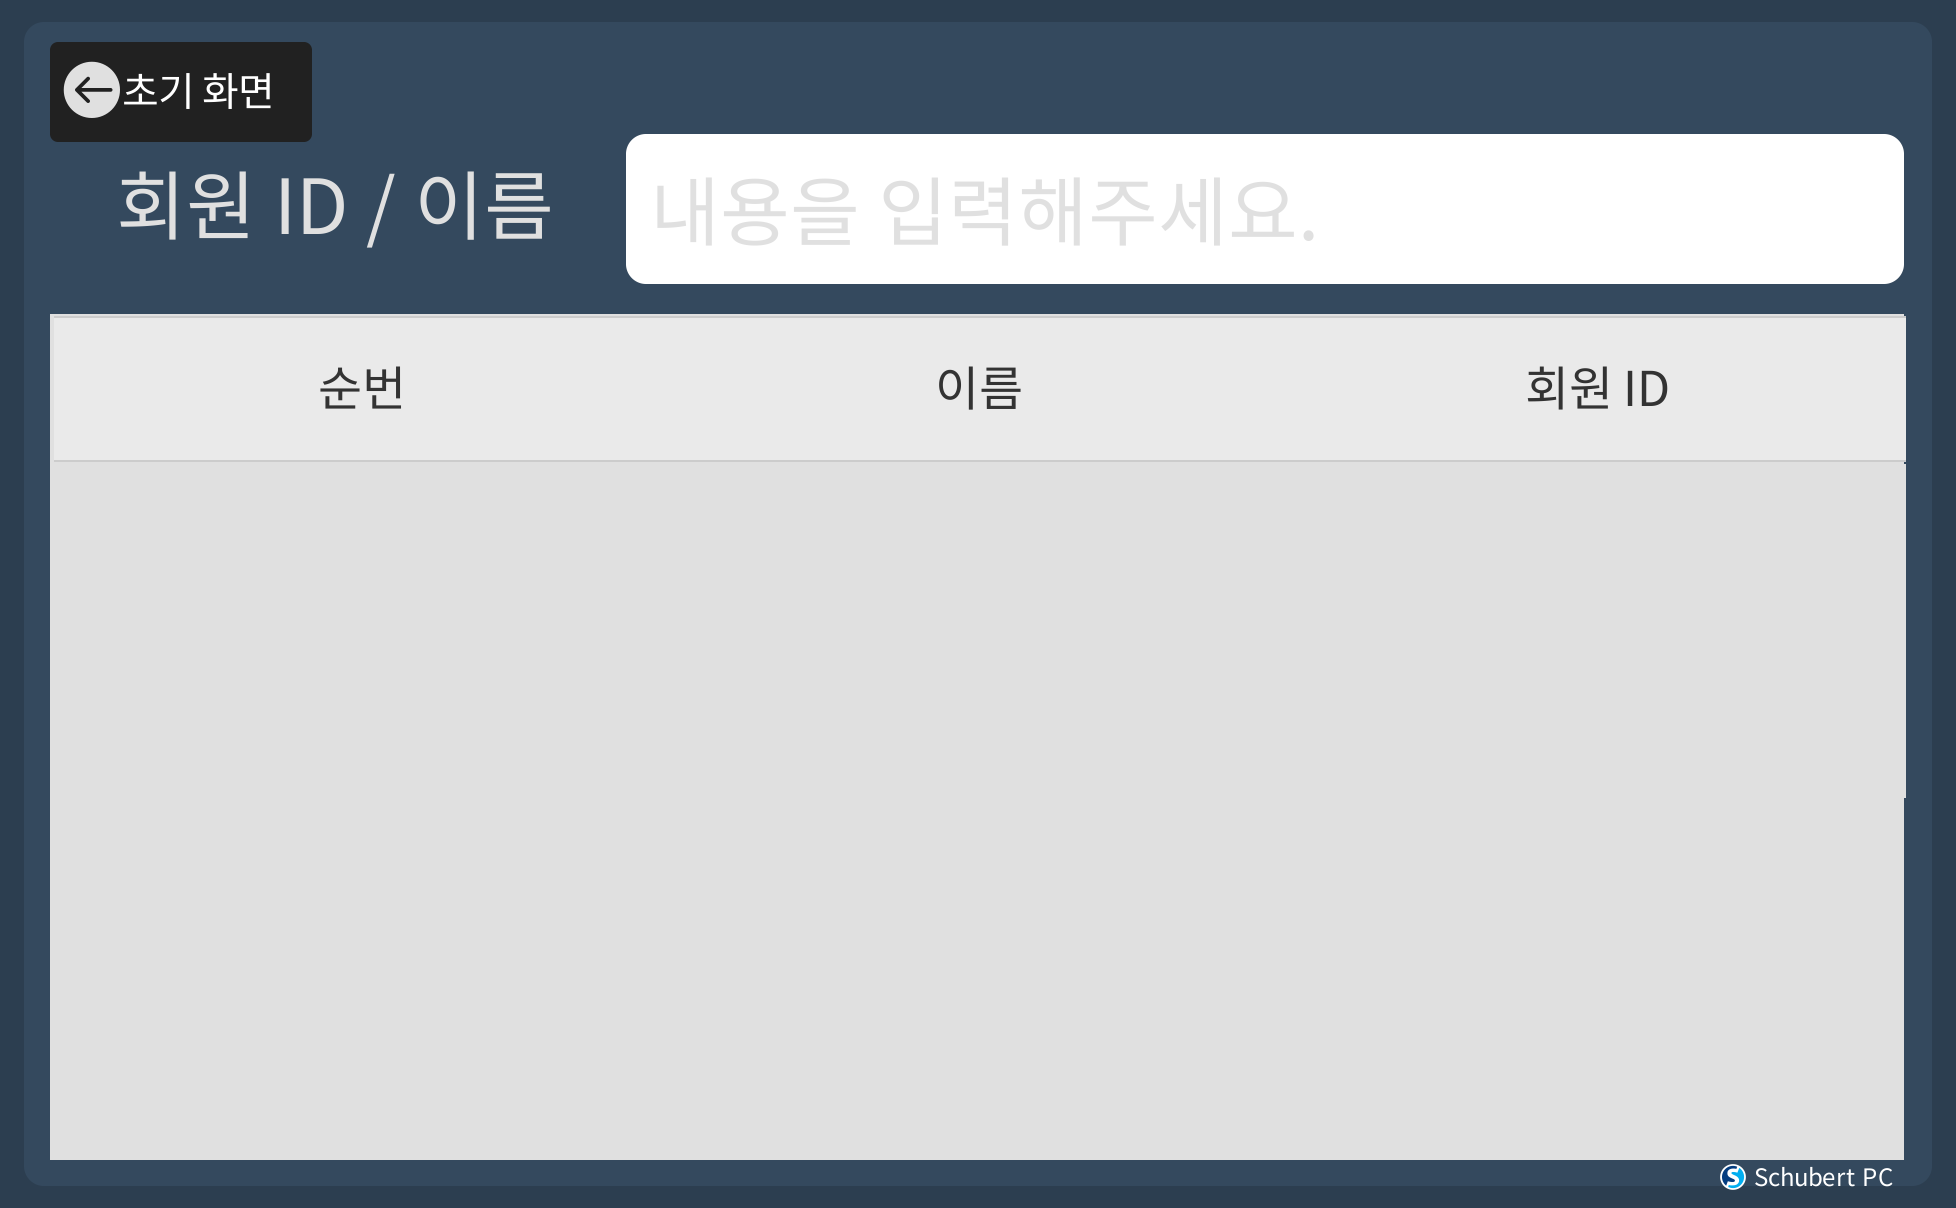 초기 화면
회원 ID / 이름
내용을 입력해주세요.
순번 이름 회원 ID
Schubert PC